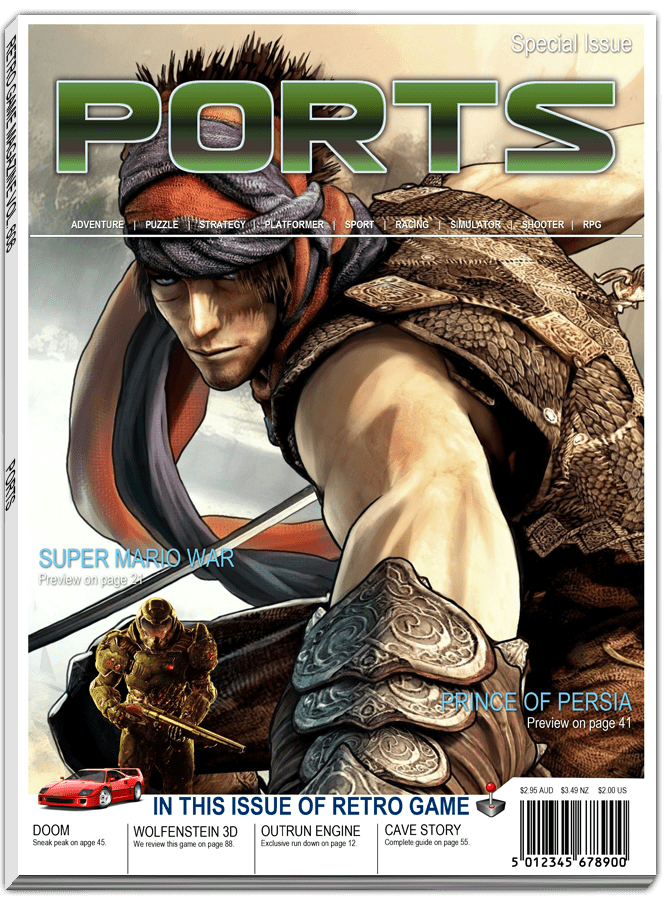 Special Issue
PORTS
ADVENTURE | PUZZLE | STRATEGY | PLATFORMER | SPORT | RACING | SIMULATOR | SHOOTER | RPG
SUPER MARIO WAR
Preview on page 21
PRINCE OF PERSIA
Preview on page 41
IN THIS ISSUE OF RETRO GAME
$2.95 AUD $3.49 NZ $2.00 US
DOOM
Sneak peak on apge 45.
WOLFENSTEIN 3D
We review this game on page 88.
OUTRUN ENGINE
Exclusive run down on page 12.
CAVE STORY
Complete guide on page 55.
5 012345 678900
PORTS